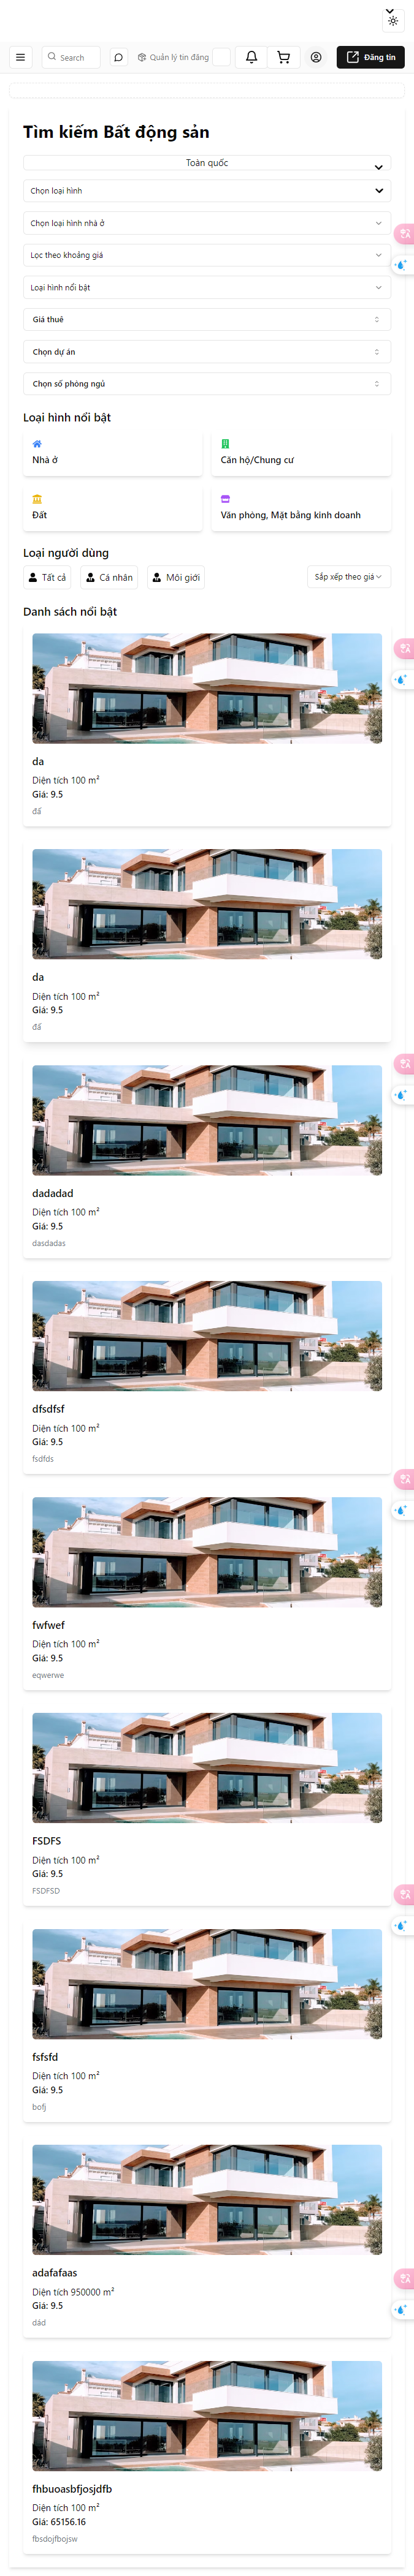 Search
Quản lý tin đăng
Đăng tin
Tìm kiếm Bất động sản
Toàn quốc
Chọn loại hình
Chọn loại hình nhà ở
Lọc theo khoảng giá
Loại hình nổi bật
Giá thuê
Chọn dự án
Chọn số phòng ngủ
Loại hình nổi bật
Nhà ở
Căn hộ/Chung cư
Đất
Văn phòng, Mặt bằng kinh doanh
Loại người dùng
Tất cả
Cá nhân
Môi giới
Sắp xếp theo giá
Danh sách nổi bật
da
Diện tích 100 m²
Giá: 9.5
đấ
da
Diện tích 100 m²
Giá: 9.5
đấ
dadadad
Diện tích 100 m²
Giá: 9.5
dasdadas
dfsdfsf
Diện tích 100 m²
Giá: 9.5
fsdfds
fwfwef
Diện tích 100 m²
Giá: 9.5
eqwerwe
FSDFS
Diện tích 100 m²
Giá: 9.5
FSDFSD
fsfsfd
Diện tích 100 m²
Giá: 9.5
bofj
adafafaas
Diện tích 950000 m²
Giá: 9.5
dád
fhbuoasbfjosjdfb
Diện tích 100 m²
Giá: 65156.16
fbsdojfbojsw